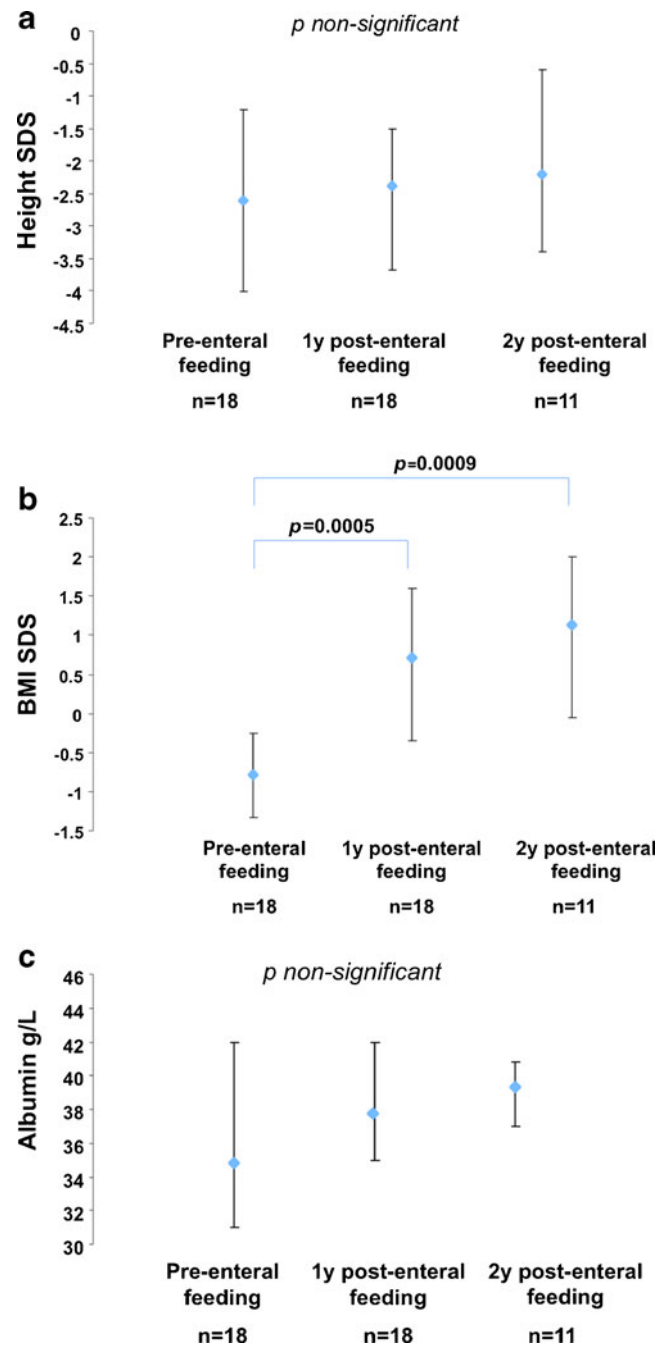 a
p non-significant
Height SDS
0
-0.5
-1
-1.5
-2
-2.5
-3
-3.5
-4
-4.5
Pre-enteral feeding
1y post-enteral feeding
2y post-enteral feeding
n=18
n=18
n=11
b
p=0.0009
p=0.0005
BMI SDS
2.5
2
1.5
1
0.5
0
-0.5
-1
-1.5
Pre-enteral feeding
1y post-enteral feeding
2y post-enteral feeding
n=18
n=18
n=11
c
p non-significant
Albumin g/L
46
44
42
40
38
36
34
32
30
Pre-enteral feeding
1y post-enteral feeding
2y post-enteral feeding
n=18
n=18
n=11